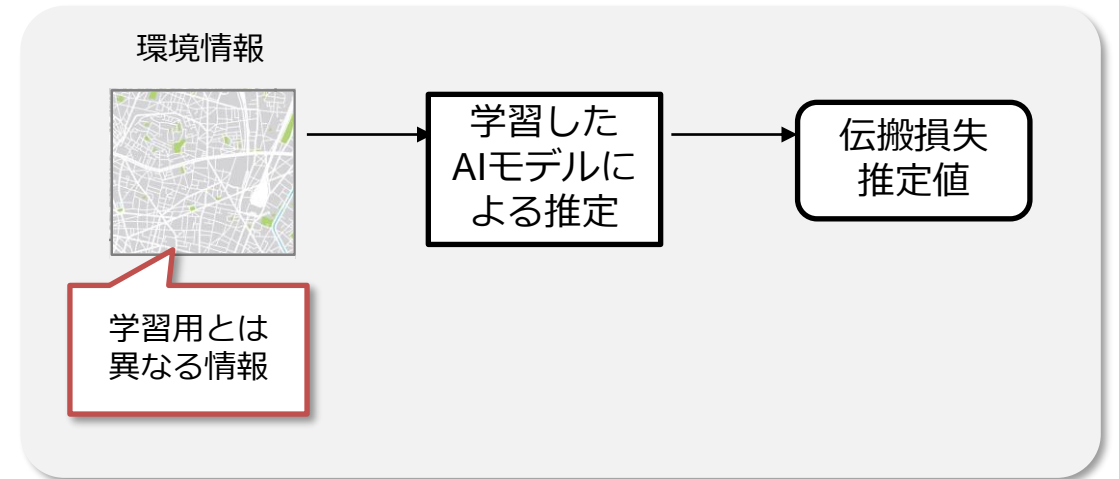 環境情報
学習した
AIモデルに
よる推定
伝搬損失
推定値
学習用とは
異なる情報